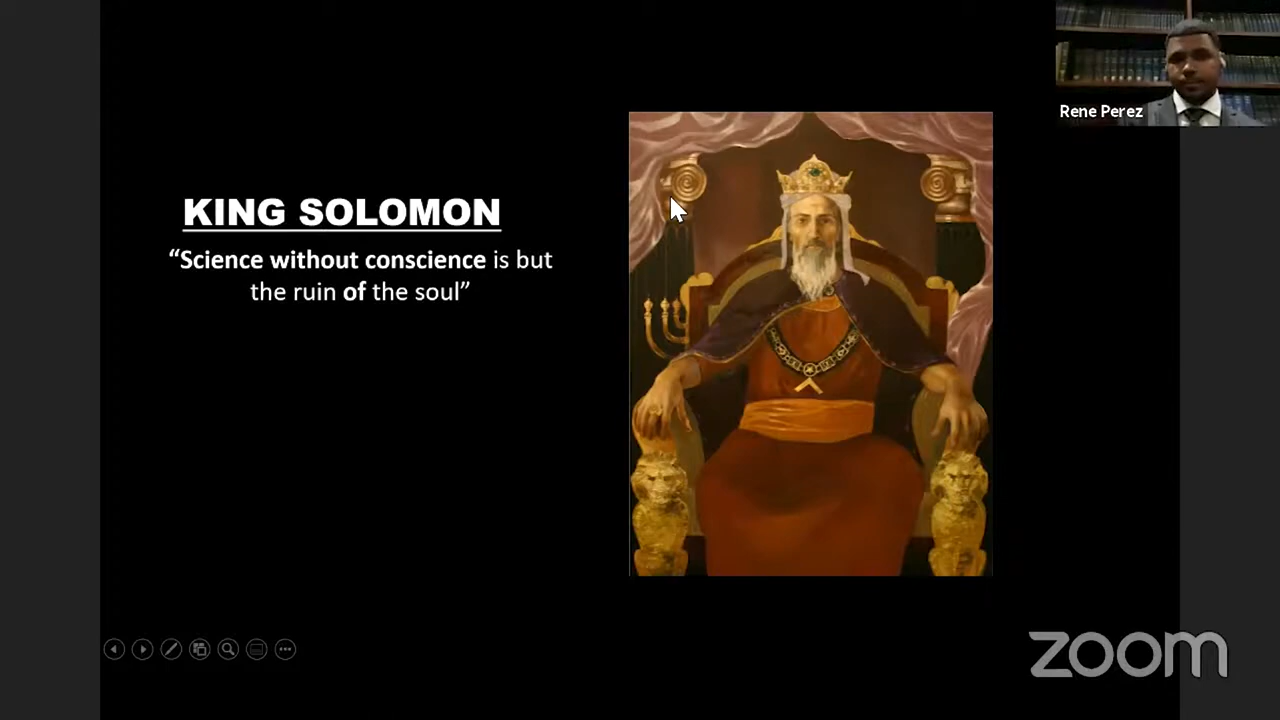 Rene Perez
KING SOLOMON
“Science without conscience is but
the ruin of the soul”
zoom